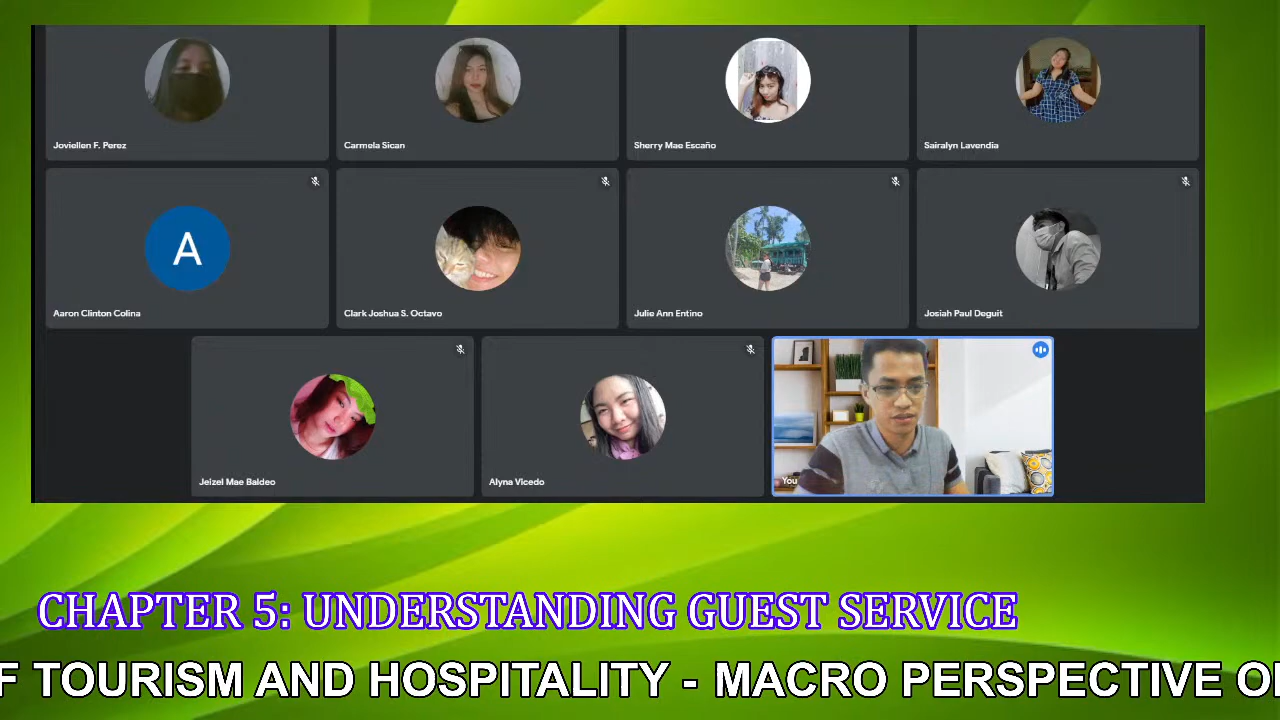 Joviellen F. Perez
Carmela Sican
Sherry Mae Escaño
Sairalyn Lavendia
A
Aaron Clinton Colina
Clark Joshua S. Octavo
Julie Ann Entino
Josiah Paul Deguit
Jeizel Mae Baldeo
Alyna Vicedo
You
CHAPTER 5: UNDERSTANDING GUEST SERVICE
F TOURISM AND HOSPITALITY - MACRO PERSPECTIVE O